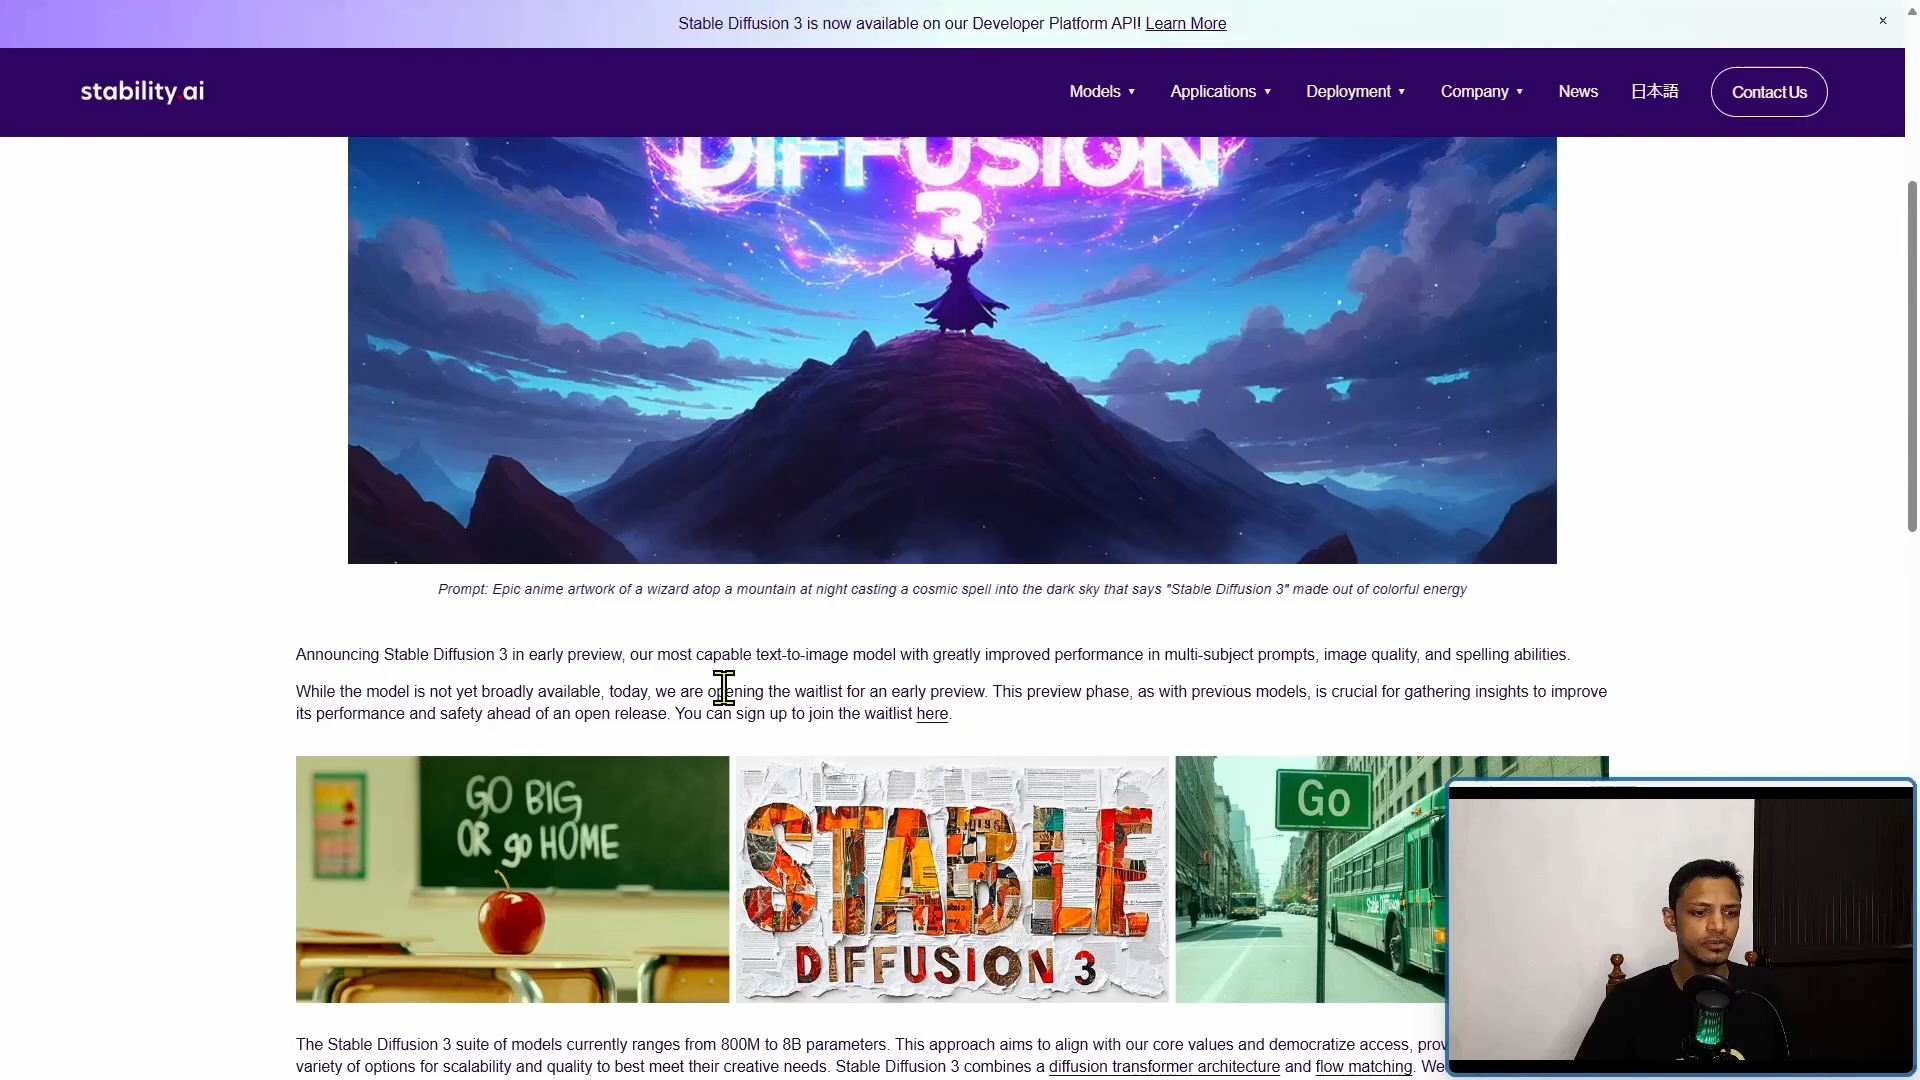 Stable Diffusion 3 is now available on our Developer Platform API! Learn More
×
stability.ai
Models ▼ Applications ▼ Deployment ▼ Company ▼ News 日本語 Contact Us
DIFFUSION
3
Prompt: Epic anime artwork of a wizard atop a mountain at night casting a cosmic spell into the dark sky that says "Stable Diffusion 3" made out of colorful energy
Announcing Stable Diffusion 3 in early preview, our most capable text-to-image model with greatly improved performance in multi-subject prompts, image quality, and spelling abilities.
While the model is not yet broadly available, today, we are opening the waitlist for an early preview. This preview phase, as with previous models, is crucial for gathering insights to improve
its performance and safety ahead of an open release. You can sign up to join the waitlist here.
GO BIG
OR go HOME
STABLE
DIFFUSION 3
Go
The Stable Diffusion 3 suite of models currently ranges from 800M to 8B parameters. This approach aims to align with our core values and democratize access, prov
variety of options for scalability and quality to best meet their creative needs. Stable Diffusion 3 combines a diffusion transformer architecture and flow matching. We